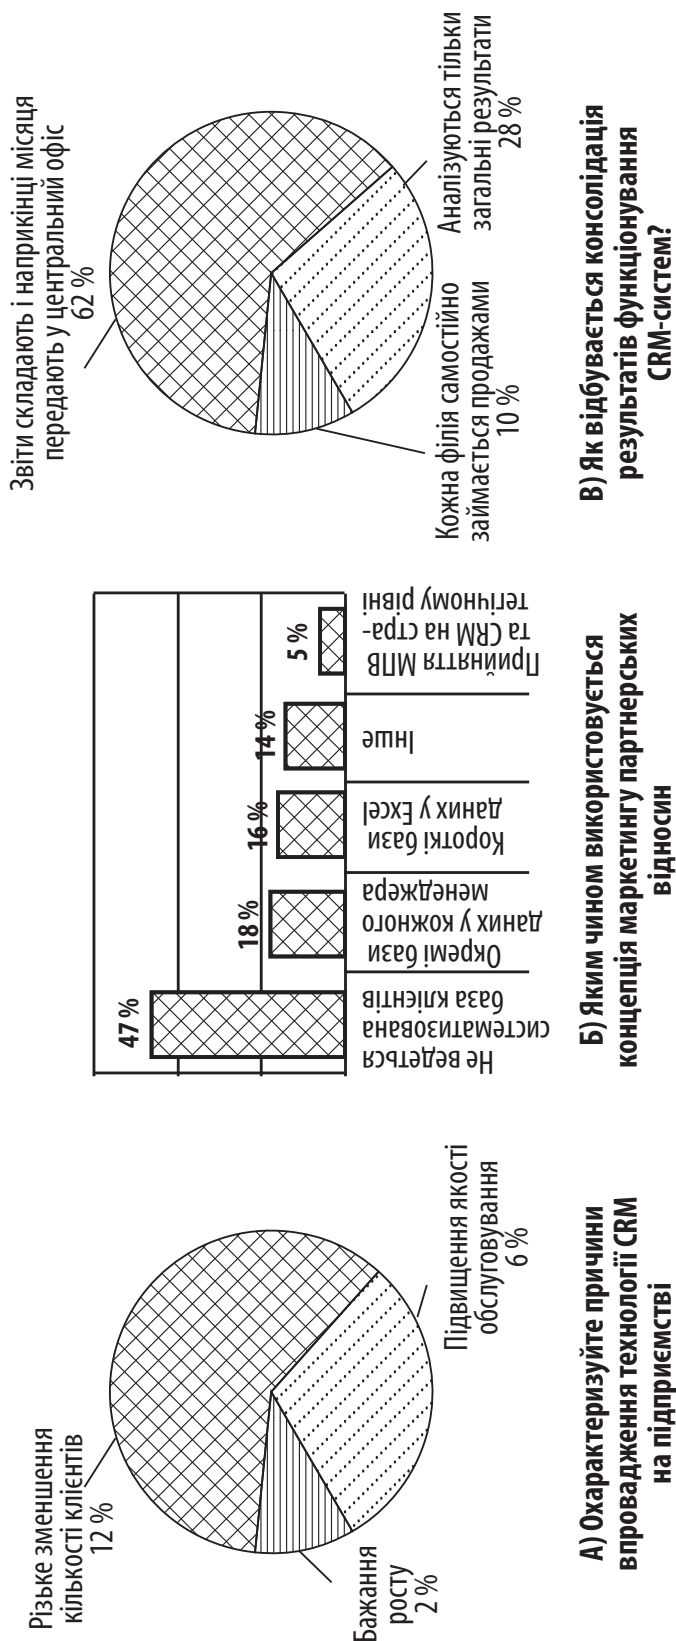 Різьке зменшення
кількості клієнтів
12 %
Бажання
росту
2 %
Підвищення якості
обслуговування
6 %
А) Охарактеризуйте причини
впровадження технології CRM
на підприємстві
47 %
18 %
16 %
14 %
5 %
Не ведеться
систематизована
база клієнтів
Окремі бази
даних у кожного
менеджера
Короткі бази
даних у Excel
Інше
Прийняття МПВ
та CRM на стра-
тегічному рівні
Б) Яким чином використовується
концепція маркетингу партнерських
відносин
Звіти складають і наприкінці місяця
передають у центральний офіс
62 %
Кожна філія самостійно
займається продажами
10 %
Аналізуються тільки
загальні результати
28 %
В) Як відбувається консолідація
результатів функціонування
CRM-систем?